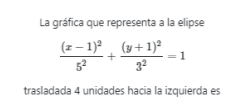 La gráfica que representa a la elipse
(x − 1)²/5² + (y + 1)²/3² = 1
trasladada 4 unidades hacia la izquierda es